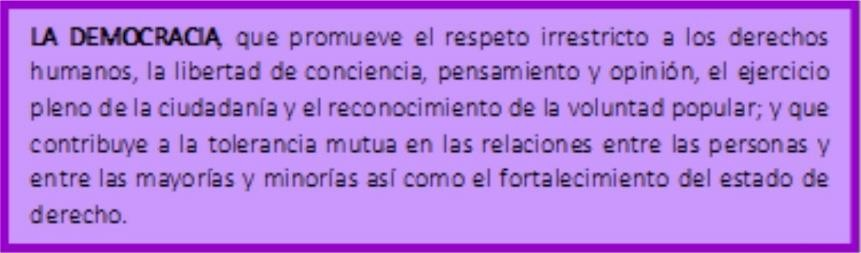 LA DEMOCRACIA, que promueve el respeto irrestricto a los derechos
humanos, la libertad de conciencia, pensamiento y opinión, el ejercicio
pleno de la ciudadanía y el reconocimiento de la voluntad popular; y que
contribuye a la tolerancia mutua en las relaciones entre las personas y
entre las mayorías y minorías así como el fortalecimiento del estado de
derecho.